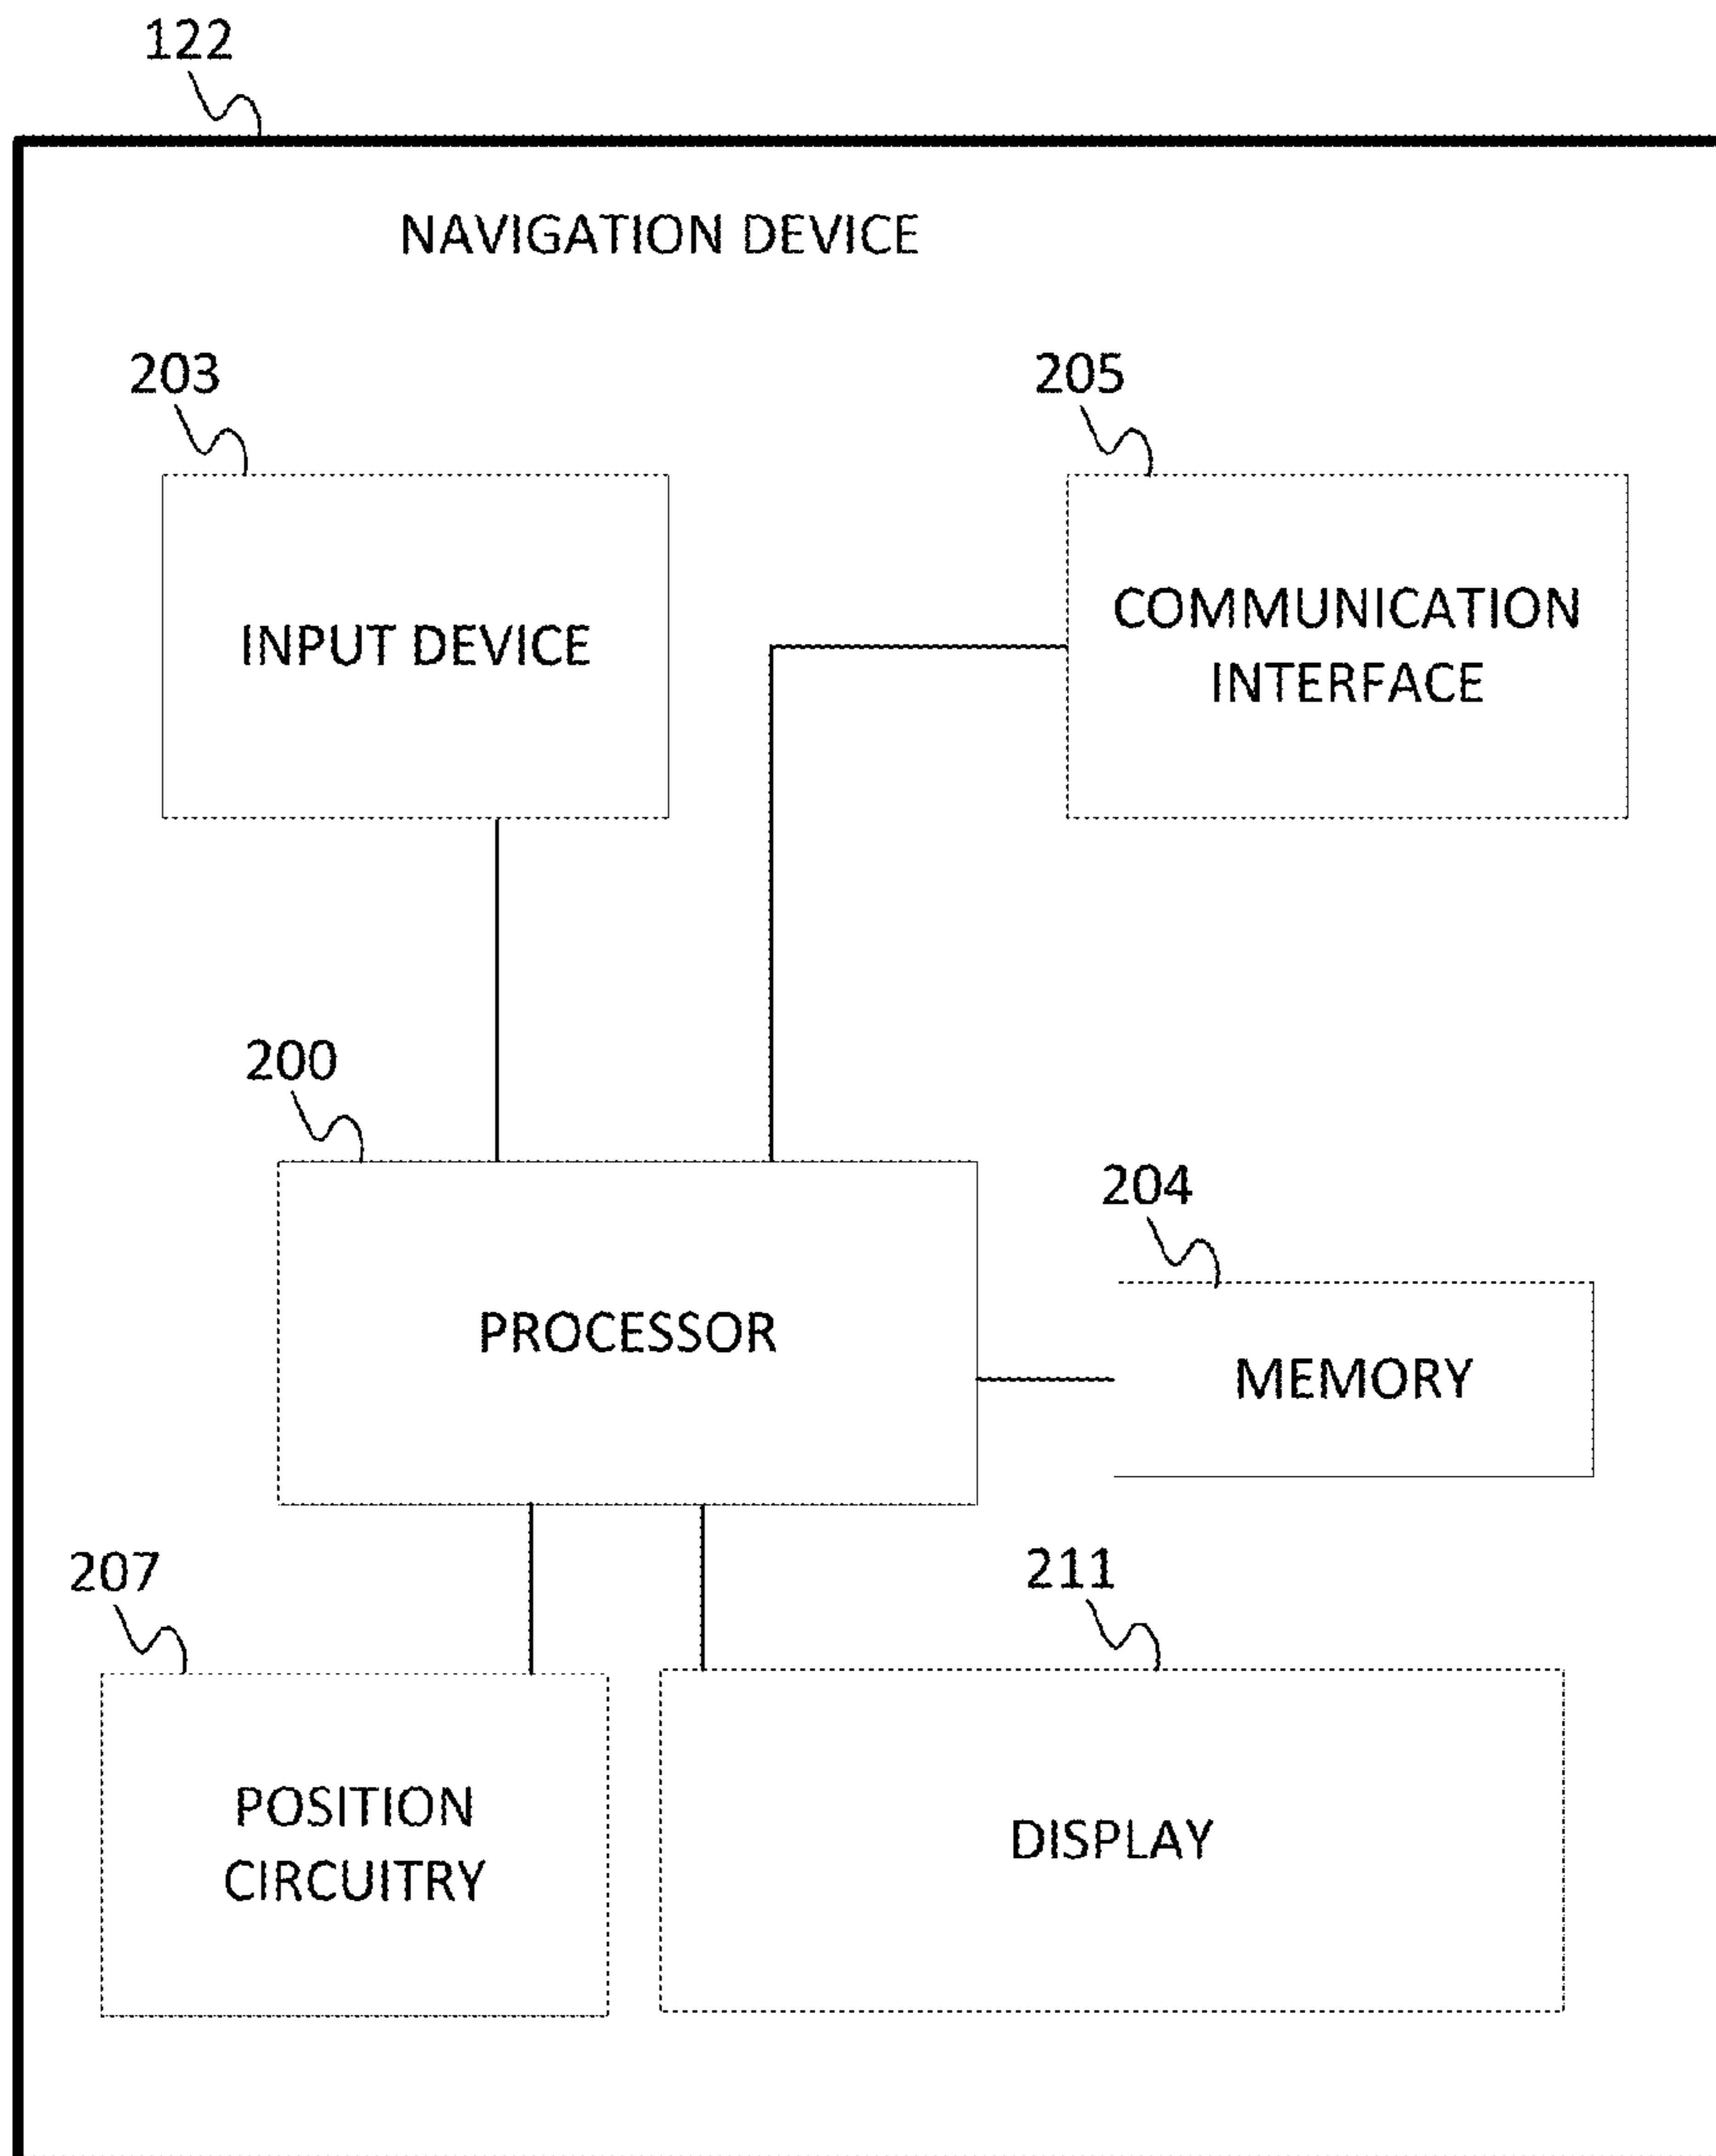 122
NAVIGATION DEVICE
203
205
INPUT DEVICE
COMMUNICATION
INTERFACE
200
204
PROCESSOR
MEMORY
207
211
POSITION
CIRCUITRY
DISPLAY